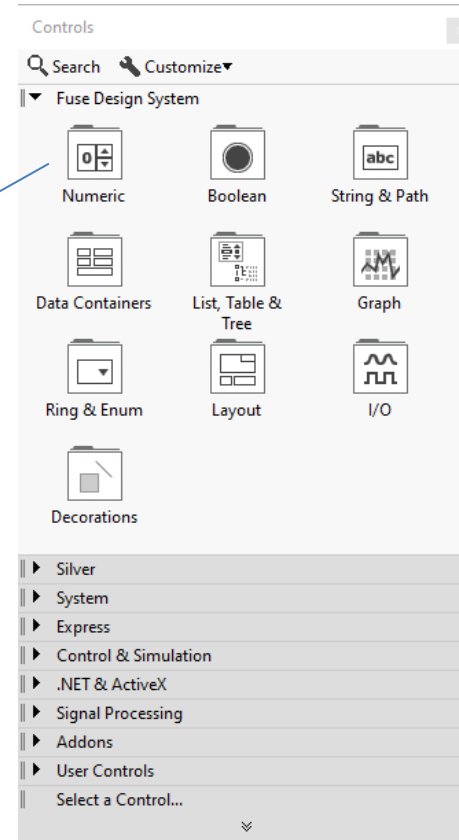 Controls
Search Customize▾
Fuse Design System
0 abc
Numeric Boolean String & Path
Data Containers List, Table & Graph
Tree
Ring & Enum Layout I/O
Decorations
Silver
System
Express
Control & Simulation
.NET & ActiveX
Signal Processing
Addons
User Controls
Select a Control...